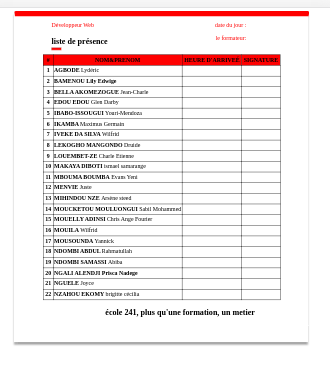 Développeur Web
date du jour :
le formateur:
liste de présence
# NOM&PRENOM HEURE D'ARRIVÉE SIGNATURE
1 AGBODE Lydéric
2 BAMENOU Lily Edwige
3 BELLA AKOMEZOGUE Jean-Charle
4 EDOU EDOU Glen Darby
5 IBABO-ISSOUGUI Youri-Mendoza
6 IKAMBA Maximus Germain
7 IVEKE DA SILVA Wilfrid
8 LEKOGHO MANGONDO Druide
9 LOUEMBET-ZE Charle Etienne
10 MAKAYA DIBOTI ismael samarange
11 MBOUMA BOUMBA Evans Yeni
12 MENVIE Juste
13 MIHINDOU NZE Arsène steed
14 MOUCKETOU MOULUONGUI Sabil Mohammed
15 MOUELLY ADINSI Chris Ange Fourier
16 MOUILA Wilfrid
17 MOUSOUNDA Yannick
18 NDOMBI ABDUL Rahmatullah
19 NDOMBI SAMASSI Abiba
20 NGALI ALENDJI Prisca Nadege
21 NGUELE Joyce
22 NZAHOU EKOMY brigitte cécilia
école 241, plus qu'une formation, un metier